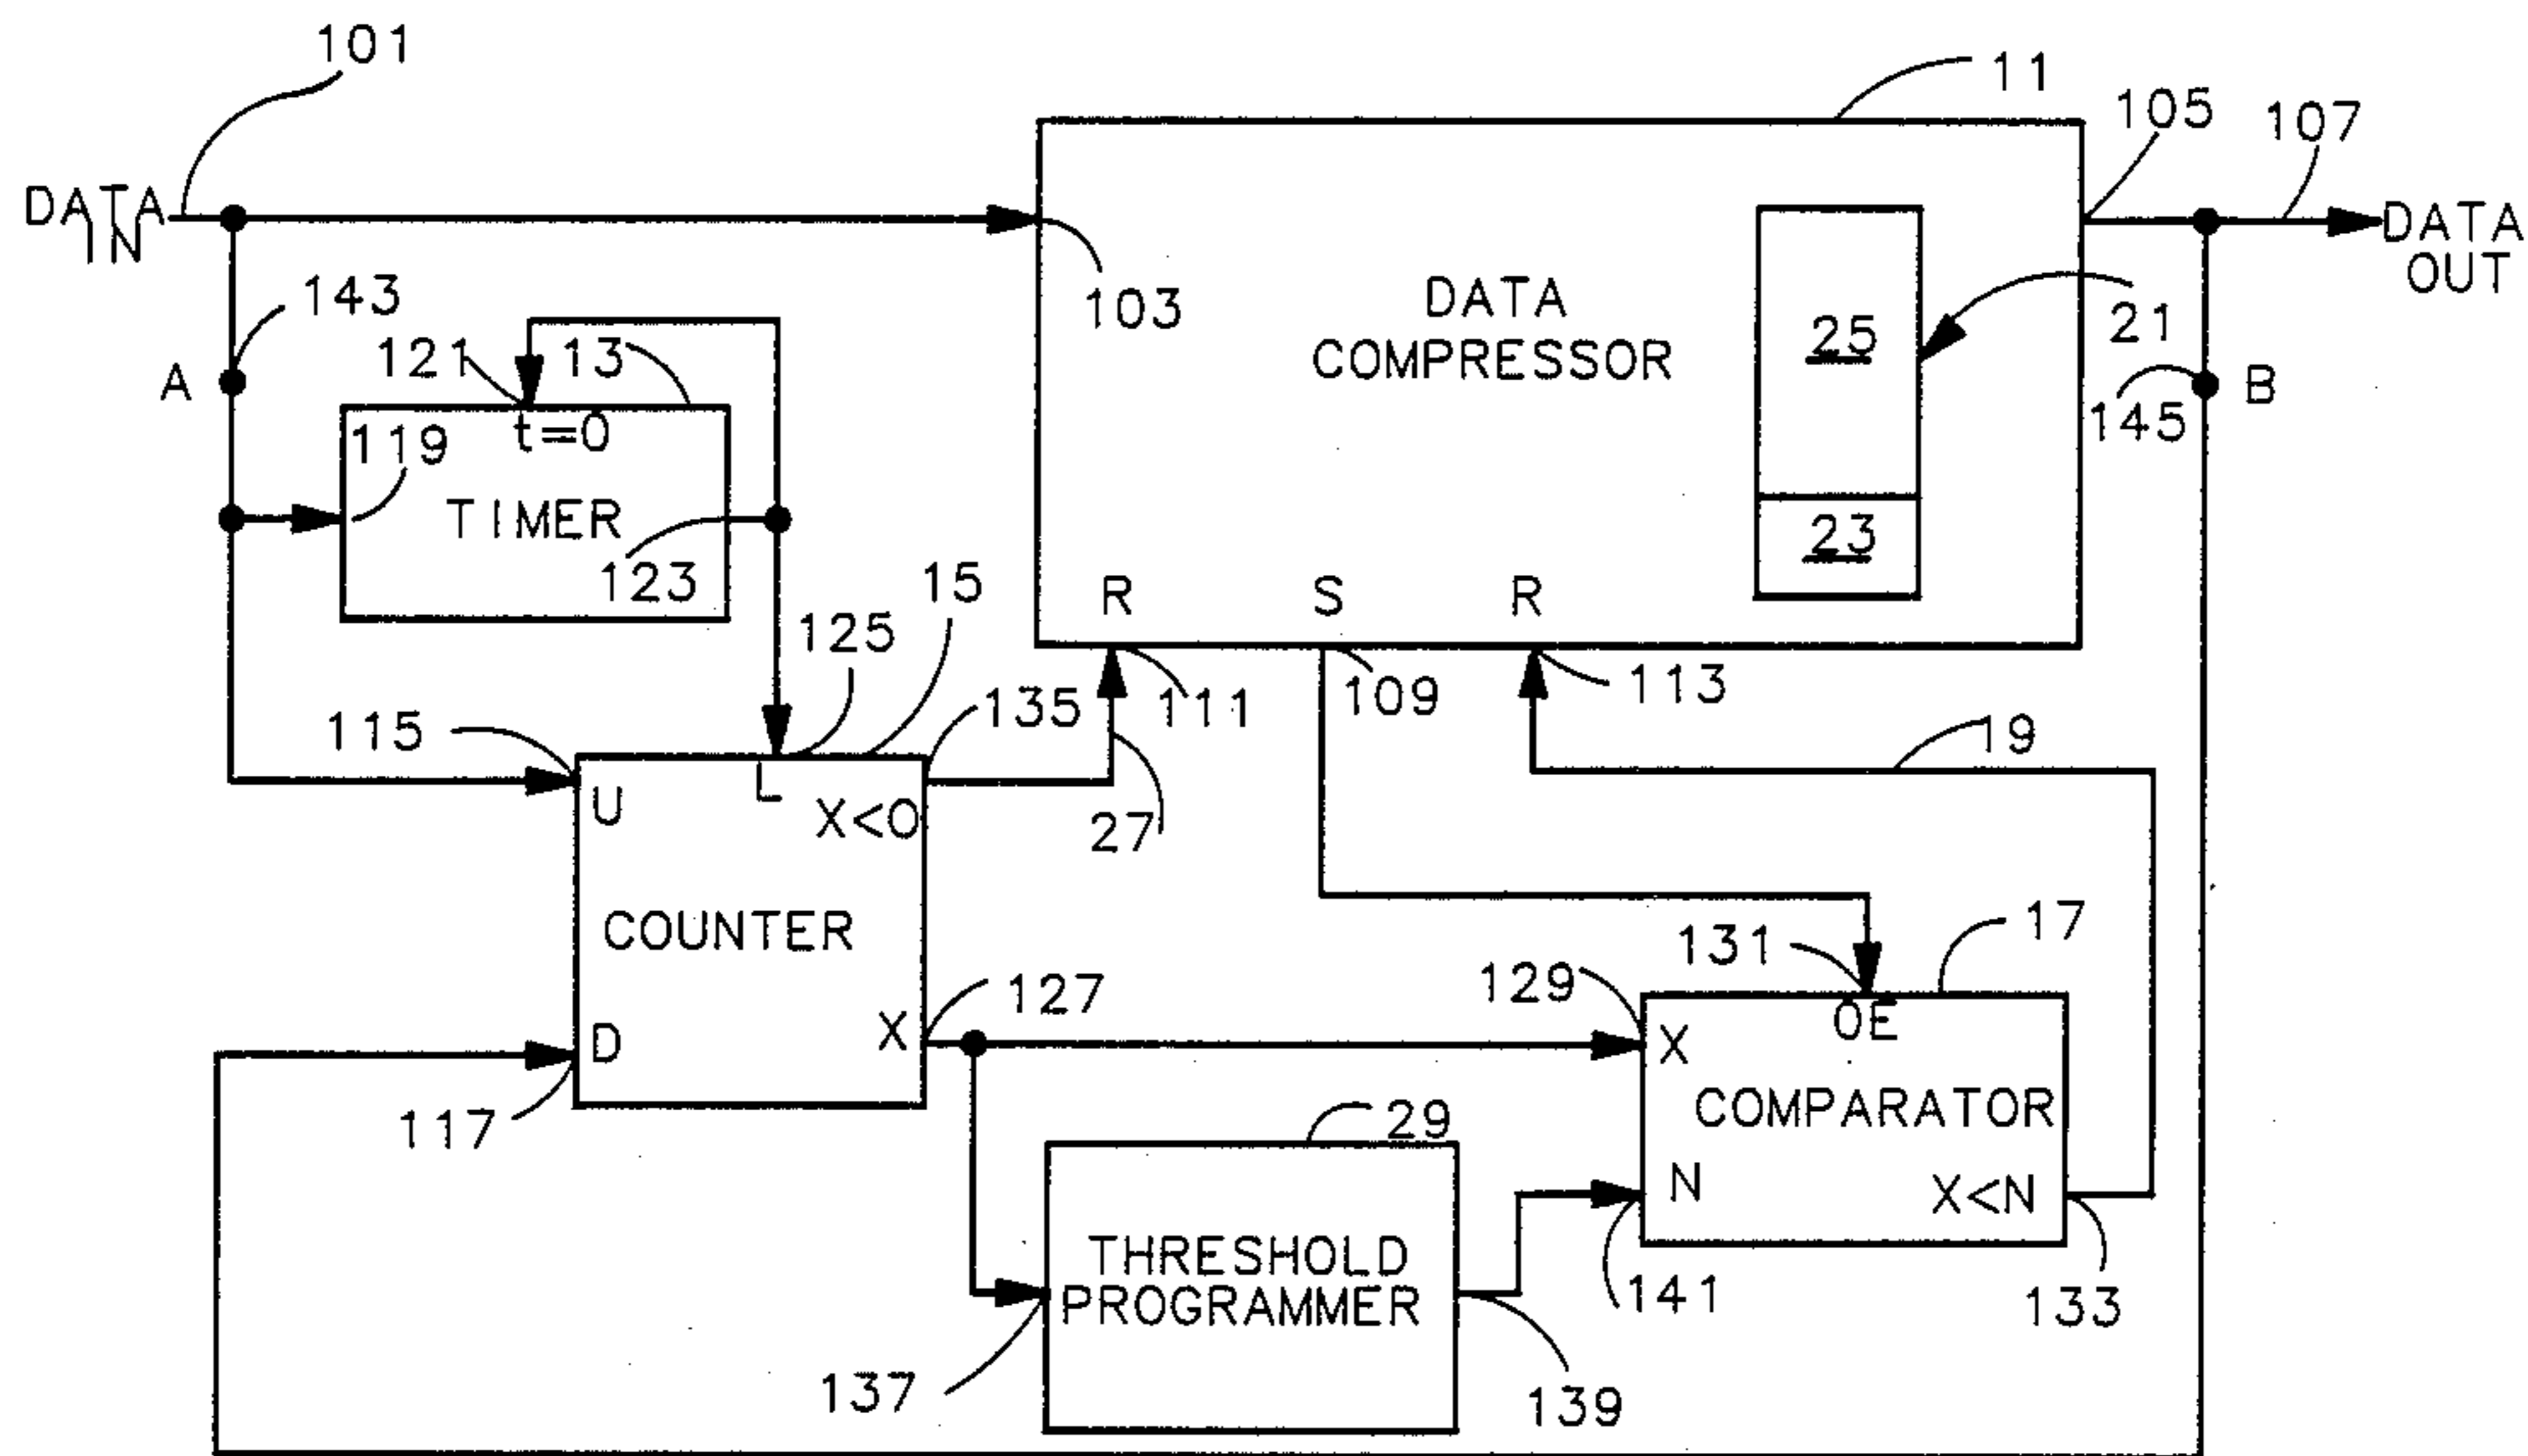 101
11
105
107
DATA
IN
DATA
OUT
143
103
DATA
COMPRESSOR
25
21
121
13
A
145
B
t=0
119
TIMER
23
123
15
R
S
R
125
135
111
109
113
115
19
U
L
X<0
27
COUNTER
131
17
127
129
D
X
X
OE
117
29
COMPARATOR
N
X<N
THRESHOLD
PROGRAMMER
141
133
137
139